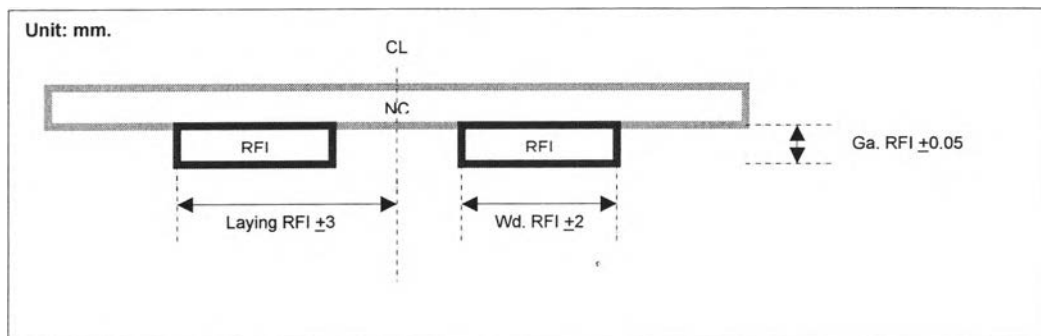 Unit: mm.
CL
NC
RFI
RFI
Ga. RFI ±0.05
Laying RFI ±3
Wd. RFI ±2